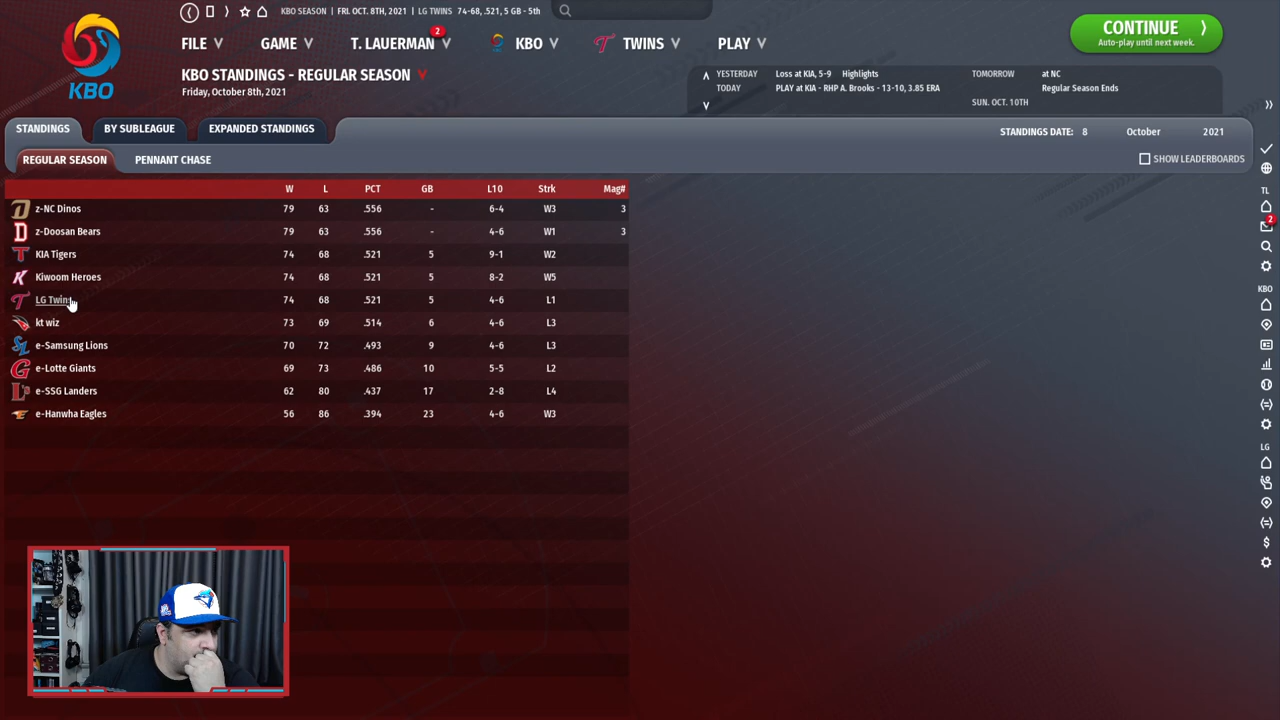 KBO SEASON | FRI. OCT. 8TH, 2021 | LG TWINS 74-68, .521, 5 GB - 5th
KBO
FILE GAME T. LAUERMAN 2 KBO TWINS PLAY
CONTINUE
Auto-play until next week.
KBO STANDINGS - REGULAR SEASON
Friday, October 8th, 2021
YESTERDAY Loss at KIA, 5-9 Highlights TOMORROW at NC
TODAY PLAY at KIA - RHP A. Brooks - 13-10, 3.85 ERA Regular Season Ends
SUN. OCT. 10TH
STANDINGS BY SUBLEAGUE EXPANDED STANDINGS STANDINGS DATE: 8 October 2021
REGULAR SEASON PENNANT CHASE SHOW LEADERBOARDS
W L PCT GB L10 Strk Mag#
z-NC Dinos 79 63 .556 - 6-4 W3 3
z-Doosan Bears 79 63 .556 - 4-6 W1 3
KIA Tigers 74 68 .521 5 9-1 W2
Kiwoom Heroes 74 68 .521 5 8-2 W5
LG Twins 74 68 .521 5 4-6 L1
kt wiz 73 69 .514 6 4-6 L3
e-Samsung Lions 70 72 .493 9 4-6 L3
e-Lotte Giants 69 73 .486 10 5-5 L2
e-SSG Landers 62 80 .437 17 2-8 L4
e-Hanwha Eagles 56 86 .394 23 4-6 W3
TL
2
KBO
LG